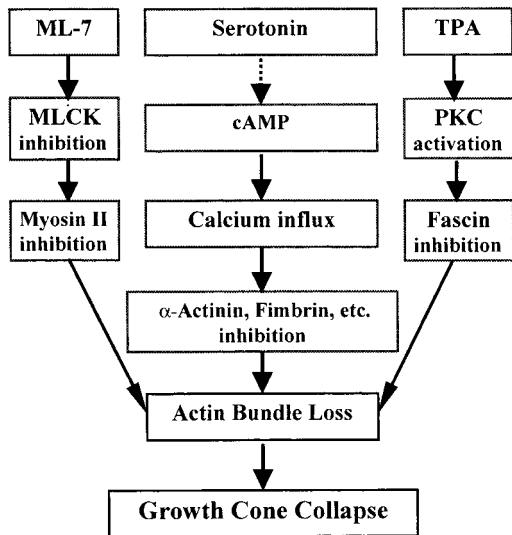 ML-7
Serotonin
TPA
MLCK
inhibition
cAMP
PKC
activation
Myosin II
inhibition
Calcium influx
Fascin
inhibition
α-Actinin, Fimbrin, etc.
inhibition
Actin Bundle Loss
Growth Cone Collapse